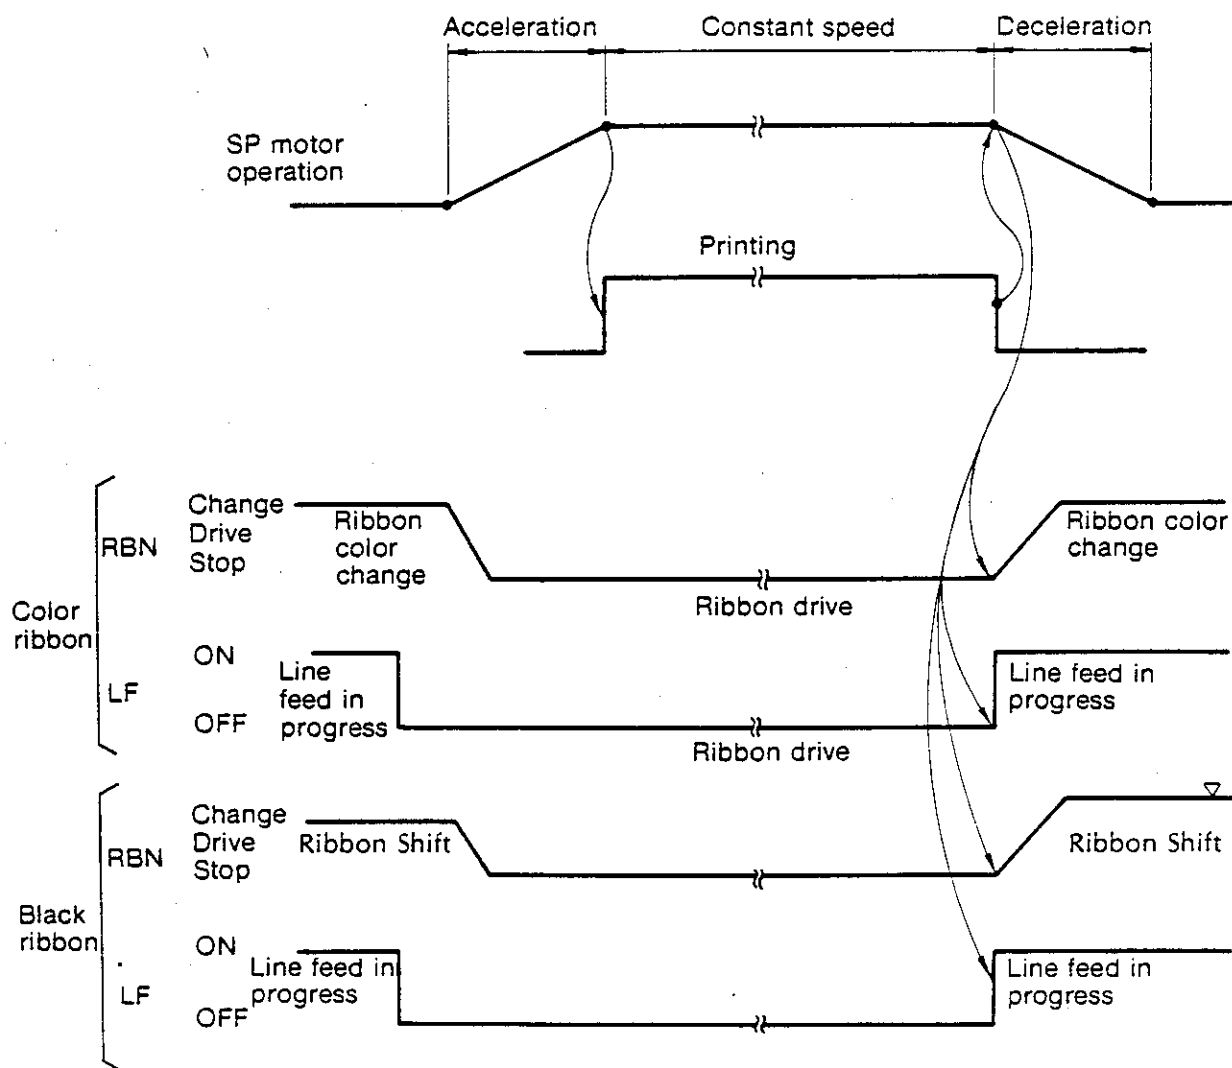 Acceleration
Constant speed
Deceleration
SP motor
operation
Printing
Color
ribbon
RBN
Change
Drive
Stop
Ribbon
color
change
Ribbon drive
Ribbon color
change
LF
ON
OFF
Line
feed in
progress
Ribbon drive
Line feed in
progress
Black
ribbon
RBN
Change
Drive
Stop
Ribbon Shift
Ribbon Shift
LF
ON
OFF
Line feed in
progress
Line feed in
progress